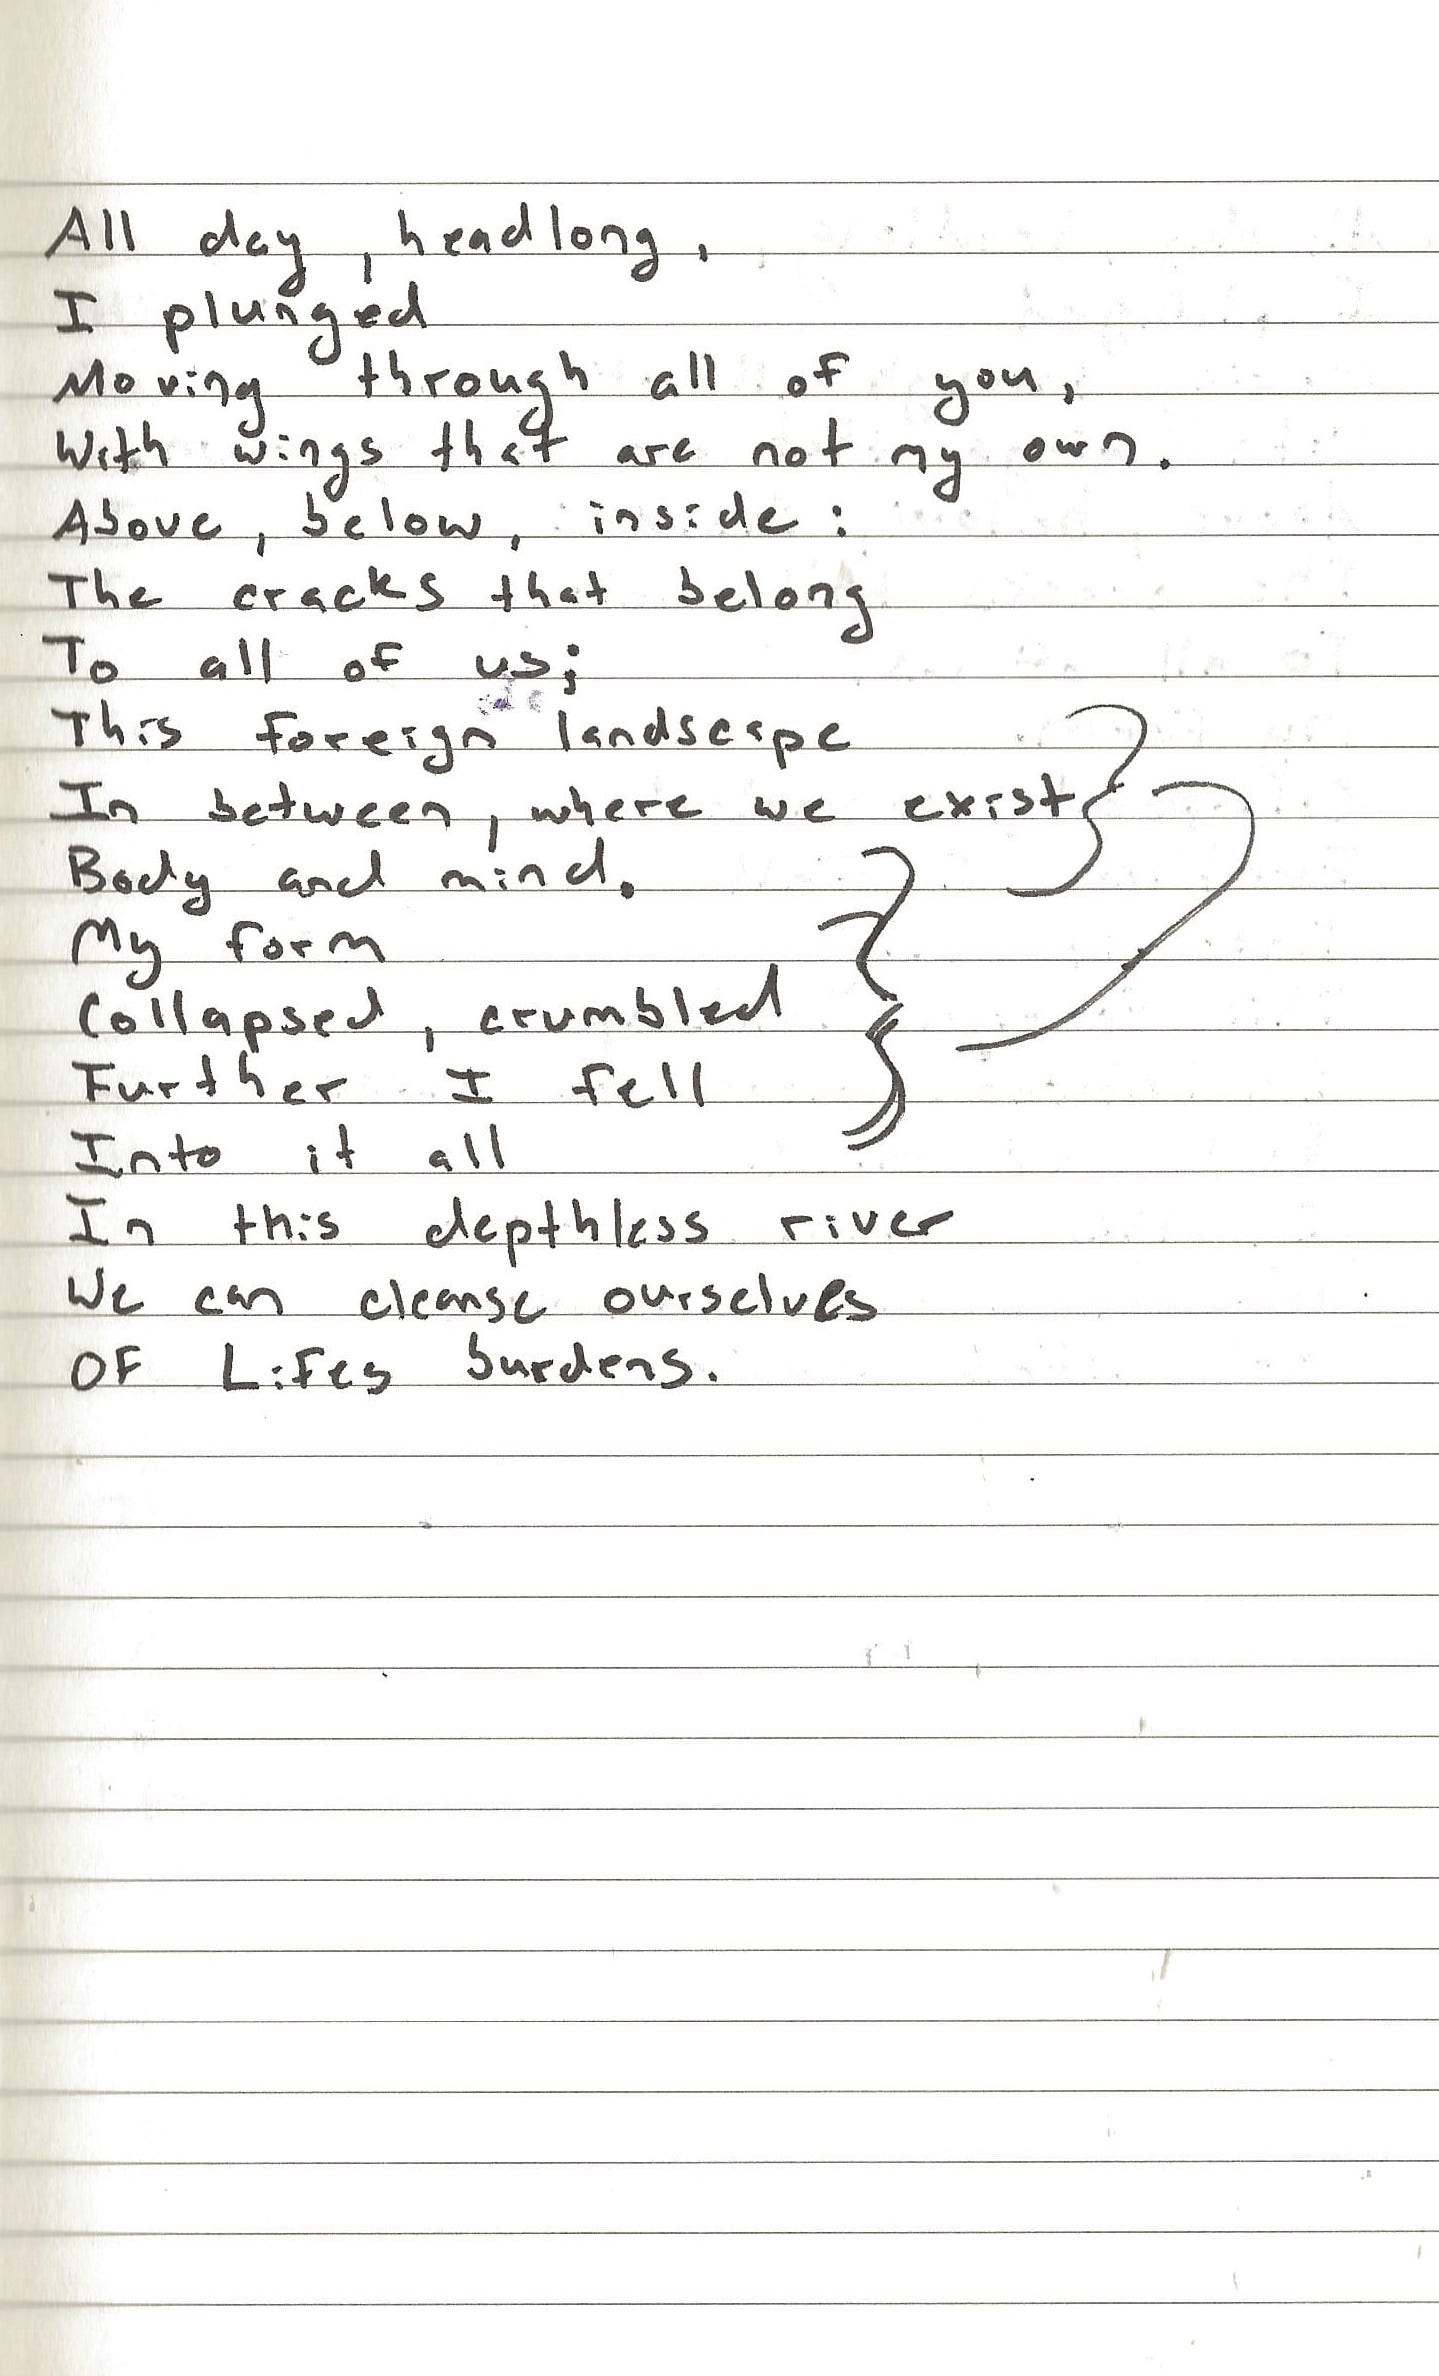 All day, headlong,
I plunged
Moving through all of you,
With wings that are not my own.
Above, below, inside:
The cracks that belong
To all of us;
This foreign landscape
In between, where we exist
Body and mind.
My form
Collapsed, crumbled
Further I fell
Into it all
In this depthless river
We can cleanse ourselves
Of Lifes burdens.